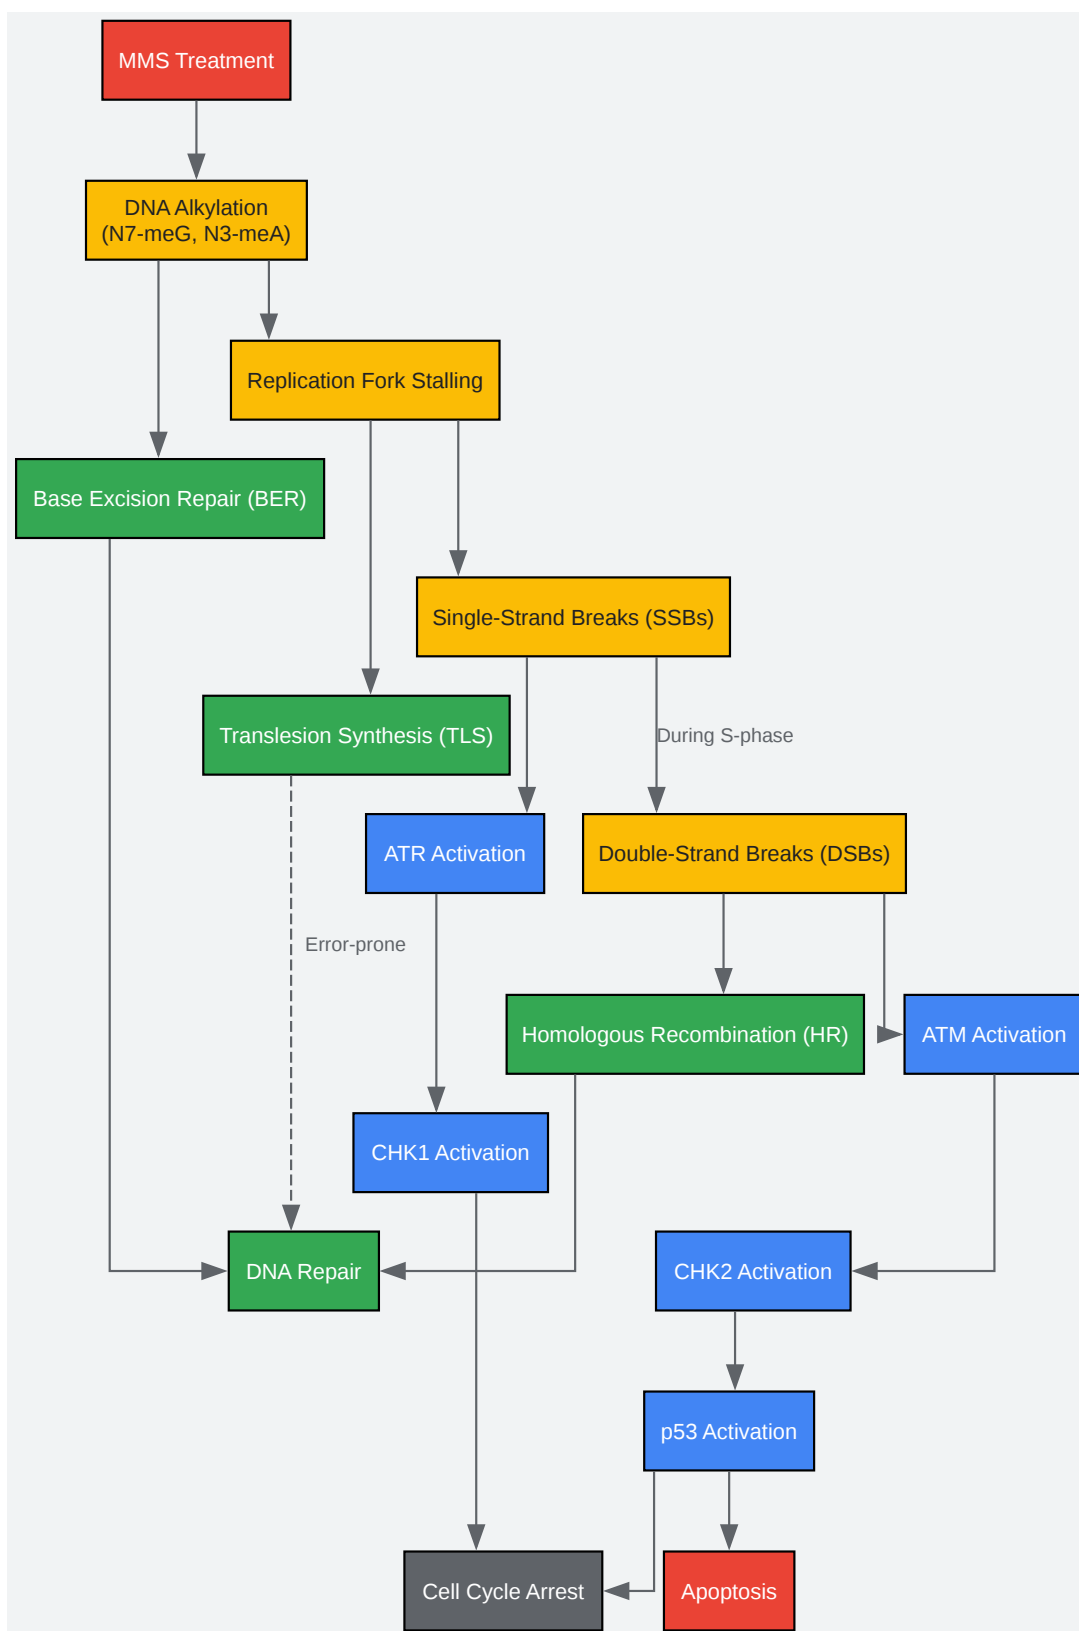 MMS Treatment
DNA Alkylation
(N7-meG, N3-meA)
Replication Fork Stalling
Base Excision Repair (BER)
Single-Strand Breaks (SSBs)
Translesion Synthesis (TLS)
During S-phase
ATR Activation
Double-Strand Breaks (DSBs)
Error-prone
Homologous Recombination (HR)
ATM Activation
CHK1 Activation
DNA Repair
CHK2 Activation
p53 Activation
Cell Cycle Arrest
Apoptosis